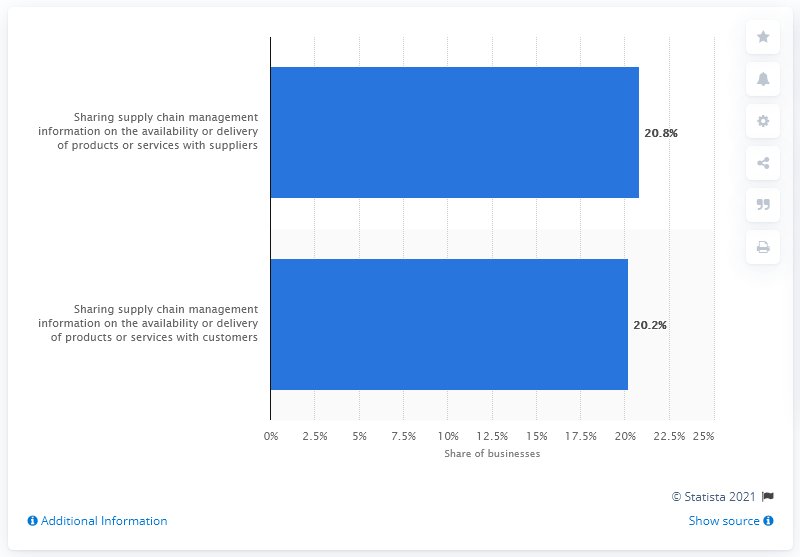 Sharing supply chain management
information on the availability or delivery
of products or services with suppliers
20.8%
Sharing supply chain management
information on the availability or delivery
of products or services with customers
20.2%
0% 2.5% 5% 7.5% 10% 12.5% 15% 17.5% 20% 22.5% 25%
Share of businesses
© Statista 2021
Additional Information
Show source